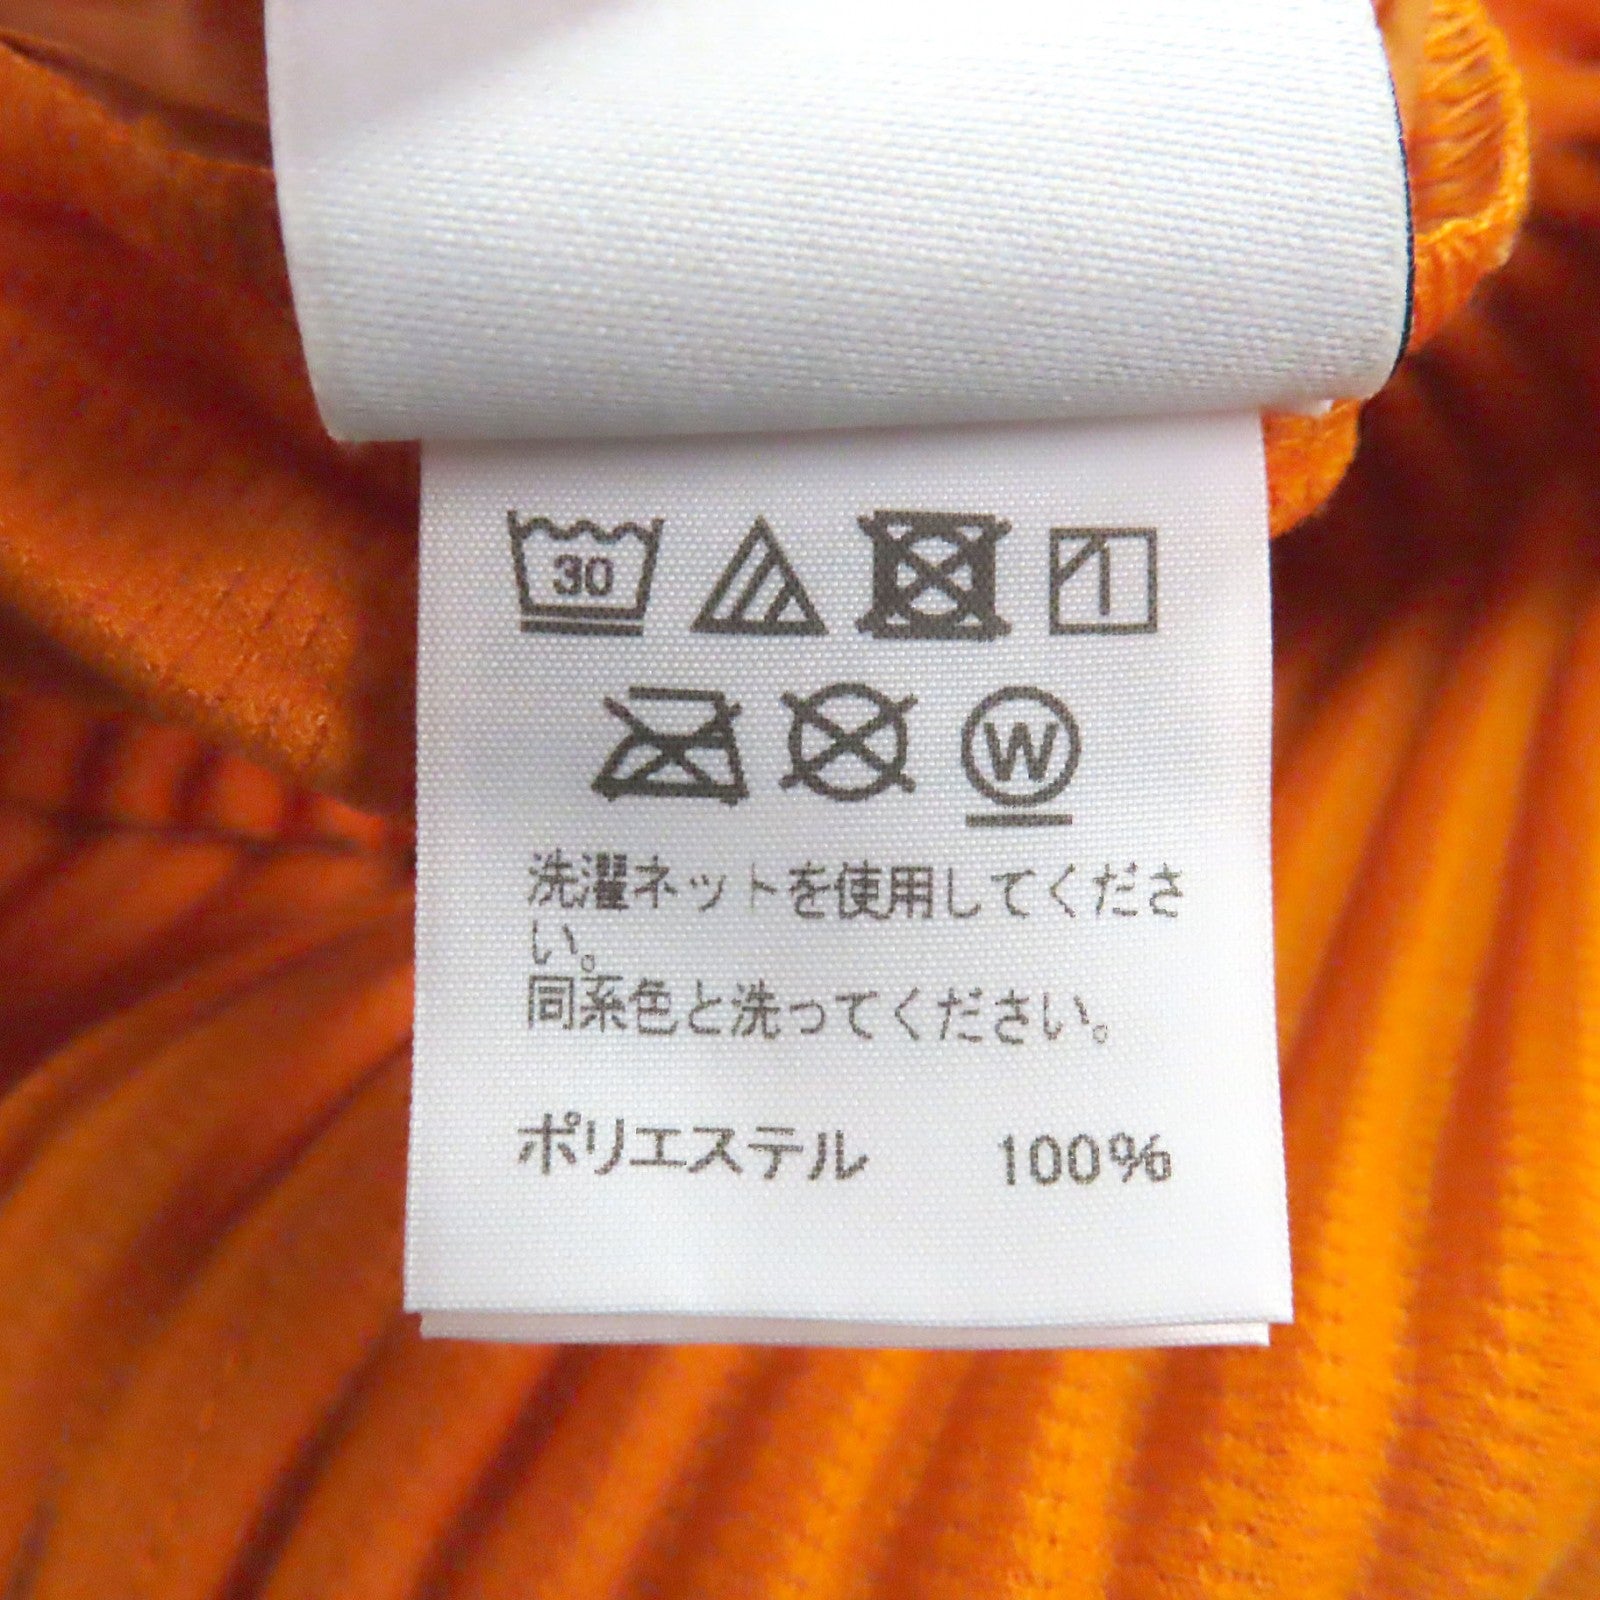 30
W
洗濯ネットを使用してくださ
い。
同系色と洗ってください。
ポリエステル 100%